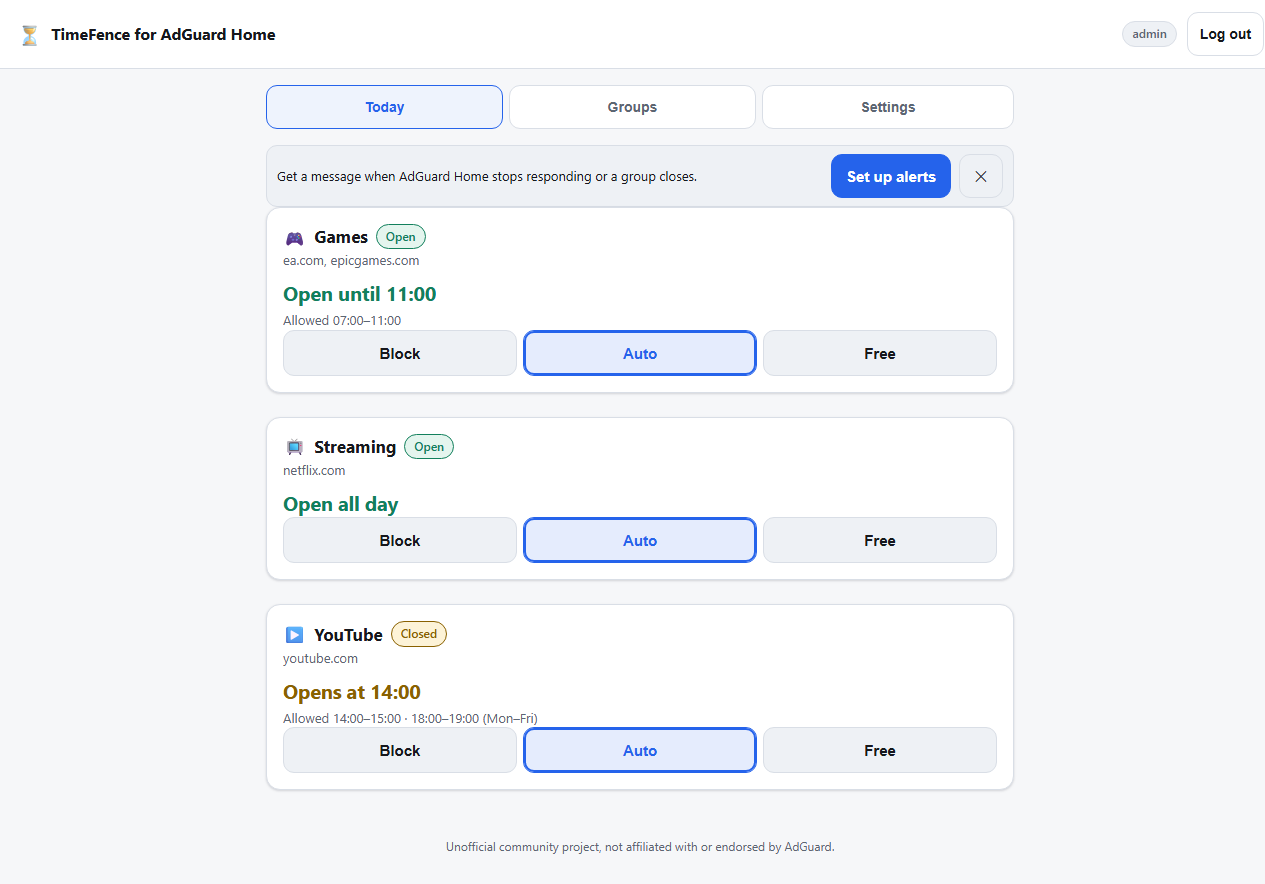 TimeFence for AdGuard Home
admin
Log out
Today
Groups
Settings
Get a message when AdGuard Home stops responding or a group closes.
Set up alerts
Games
Open
ea.com, epicgames.com
Open until 11:00
Allowed 07:00–11:00
Block
Auto
Free
Streaming
Open
netflix.com
Open all day
Block
Auto
Free
YouTube
Closed
youtube.com
Opens at 14:00
Allowed 14:00–15:00 · 18:00–19:00 (Mon–Fri)
Block
Auto
Free
Unofficial community project, not affiliated with or endorsed by AdGuard.